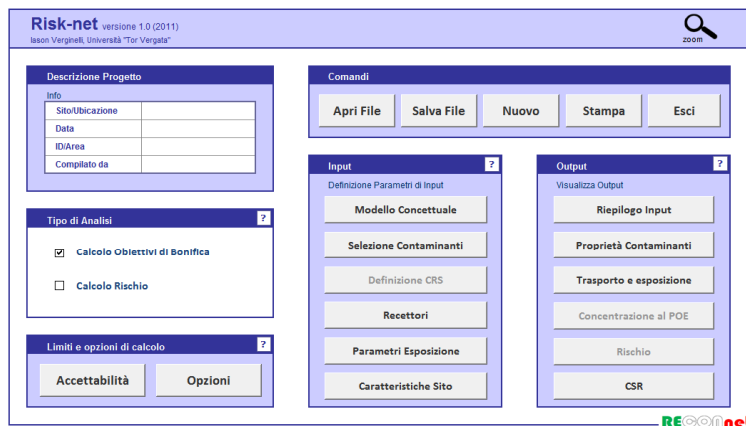 Risk-net versione 1.0 (2011)
Iason Verginelli, Università "Tor Vergata"
zoom
Descrizione Progetto
Info
Sito/Ubicazione
Data
ID/Area
Compilato da
Comandi
Apri File
Salva File
Nuovo
Stampa
Esci
Tipo di Analisi ?
Calcolo Obiettivi di Bonifica
Calcolo Rischio
Limiti e opzioni di calcolo ?
Accettabilità
Opzioni
Input ?
Definizione Parametri di Input
Modello Concettuale
Selezione Contaminanti
Definizione CRS
Recettori
Parametri Esposizione
Caratteristiche Sito
Output ?
Visualizza Output
Riepilogo Input
Proprietà Contaminanti
Trasporto e esposizione
Concentrazione al POE
Rischio
CSR